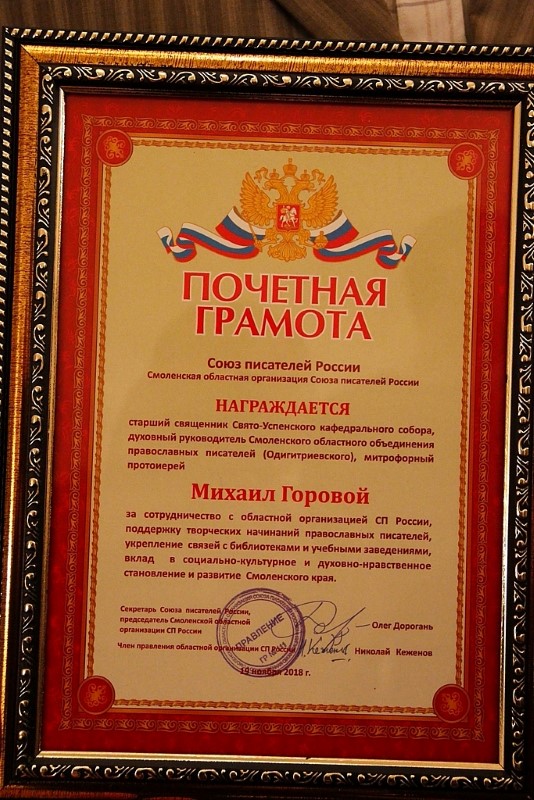 ПОЧЕТНАЯ
ГРАМОТА
Союз писателей России
Смоленская областная организация Союза писателей России
НАГРАЖДАЕТСЯ
старший священник Свято-Успенского кафедрального собора,
духовный руководитель Смоленского областного объединения
православных писателей (Одигитриевского), митрофорный
протоиерей
Михаил Горовой
за сотрудничество с областной организацией СП России,
поддержку творческих начинаний православных писателей,
укрепление связей с библиотеками и учебными заведениями,
вклад в социально-культурное и духовно-нравственное
становление и развитие Смоленского края.
Секретарь Союза писателей России,
председатель Смоленской областной
организации СП России
Олег Дорогань
Член правления областной организации СП России
Николай Кеженов
ПРАВЛЕНИЕ
19 ноября 2018 г.